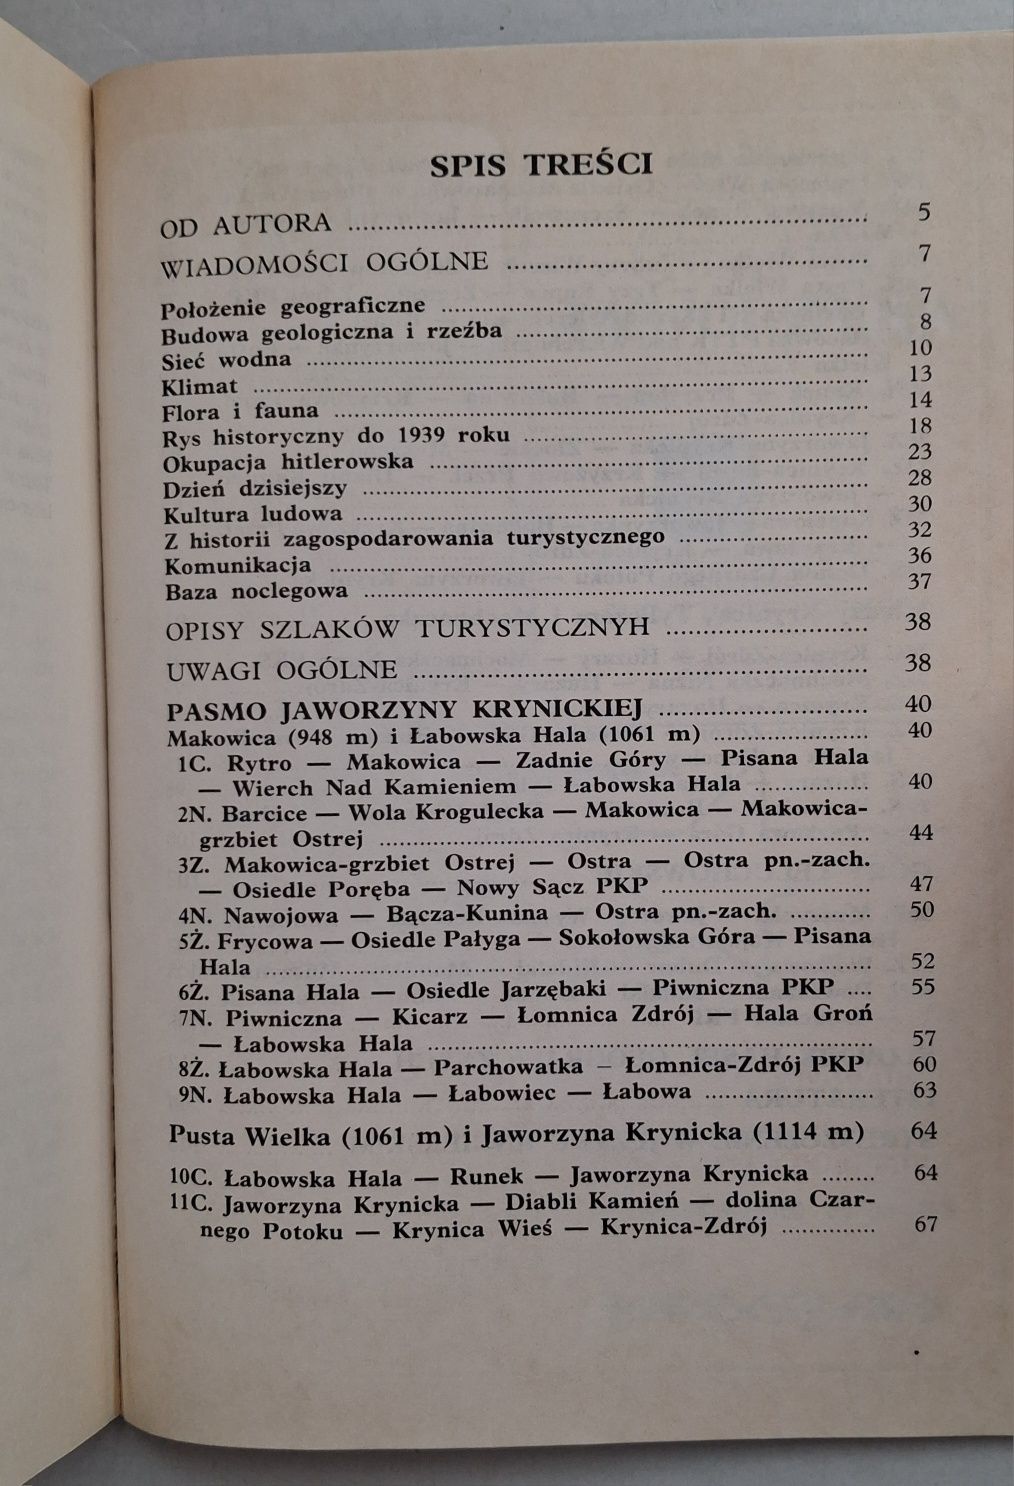 SPIS TREŚCI
OD AUTORA ........ 5
WIADOMOŚCI OGÓLNE ........ 7
Położenie geograficzne ........ 7
Budowa geologiczna i rzeźba ........ 8
Sieć wodna ........ 10
Klimat ........ 13
Flora i fauna ........ 14
Rys historyczny do 1939 roku ........ 18
Okupacja hitlerowska ........ 23
Dzień dzisiejszy ........ 28
Kultura ludowa ........ 30
Z historii zagospodarowania turystycznego ........ 32
Komunikacja ........ 36
Baza noclegowa ........ 37
OPISY SZLAKÓW TURYSTYCZNYH ........ 38
UWAGI OGÓLNE ........ 38
PASMO JAWORZYNY KRYNICKIEJ ........ 40
Makowica (948 m) i Łabowska Hala (1061 m) ........ 40
1C. Rytro — Makowica — Zadnie Góry — Pisana Hala
— Wierch Nad Kamieniem — Łabowska Hala ........ 40
2N. Barcice — Wola Krogulecka — Makowica — Makowica-
grzbiet Ostrej ........ 44
3Z. Makowica-grzbiet Ostrej — Ostra — Ostra pn.-zach.
— Osiedle Poręba — Nowy Sącz PKP ........ 47
4N. Nawojowa — Bącza-Kunina — Ostra pn.-zach. ........ 50
5Ż. Frycowa — Osiedle Pałyga — Sokołowska Góra — Pisana
Hala ........ 52
6Ż. Pisana Hala — Osiedle Jarzębaki — Piwniczna PKP .... 55
7N. Piwniczna — Kicarz — Łomnica Zdrój — Hala Groń
— Łabowska Hala ........ 57
8Ż. Łabowska Hala — Parchowatka – Łomnica-Zdrój PKP 60
9N. Łabowska Hala — Łabowiec — Łabowa ........ 63
Pusta Wielka (1061 m) i Jaworzyna Krynicka (1114 m) 64
10C. Łabowska Hala — Runek — Jaworzyna Krynicka ........ 64
11C. Jaworzyna Krynicka — Diabli Kamień — dolina Czar-
nego Potoku — Krynica Wieś — Krynica-Zdrój ........ 67